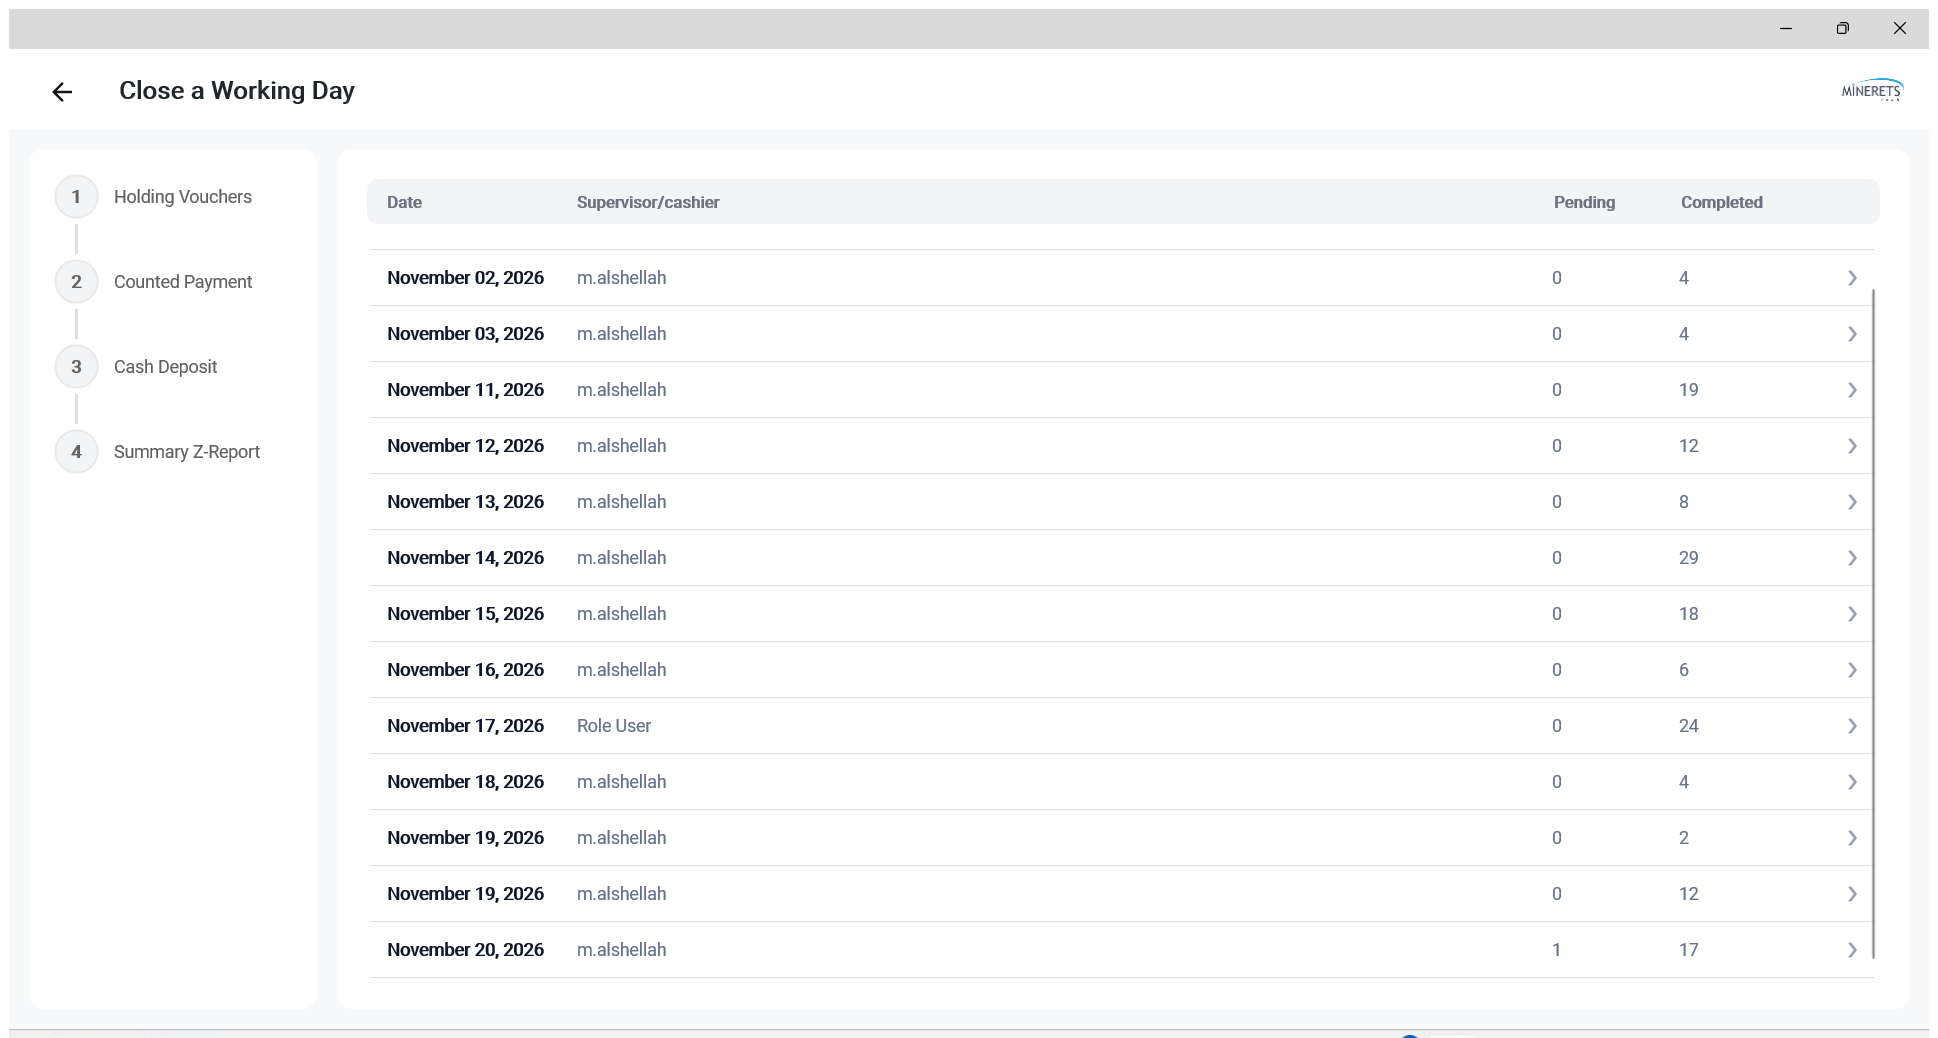 Close a Working Day
MINERETS
1 Holding Vouchers
2 Counted Payment
3 Cash Deposit
4 Summary Z-Report
Date Supervisor/cashier Pending Completed
November 02, 2026 m.alshellah 0 4
November 03, 2026 m.alshellah 0 4
November 11, 2026 m.alshellah 0 19
November 12, 2026 m.alshellah 0 12
November 13, 2026 m.alshellah 0 8
November 14, 2026 m.alshellah 0 29
November 15, 2026 m.alshellah 0 18
November 16, 2026 m.alshellah 0 6
November 17, 2026 Role User 0 24
November 18, 2026 m.alshellah 0 4
November 19, 2026 m.alshellah 0 2
November 19, 2026 m.alshellah 0 12
November 20, 2026 m.alshellah 1 17